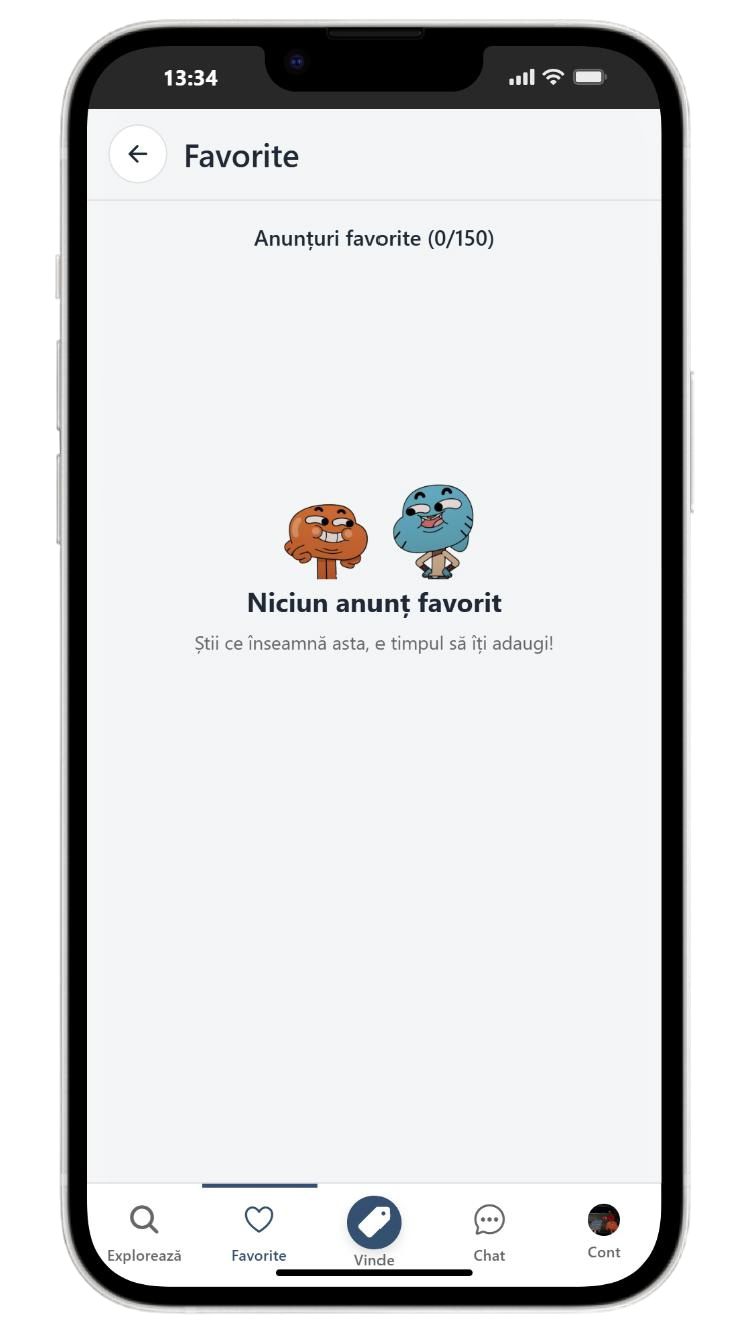 13:34
Favorite
Anunțuri favorite (0/150)
Niciun anunț favorit
Știi ce înseamnă asta, e timpul să îți adaugi!
Explorează
Favorite
Vinde
Chat
Cont